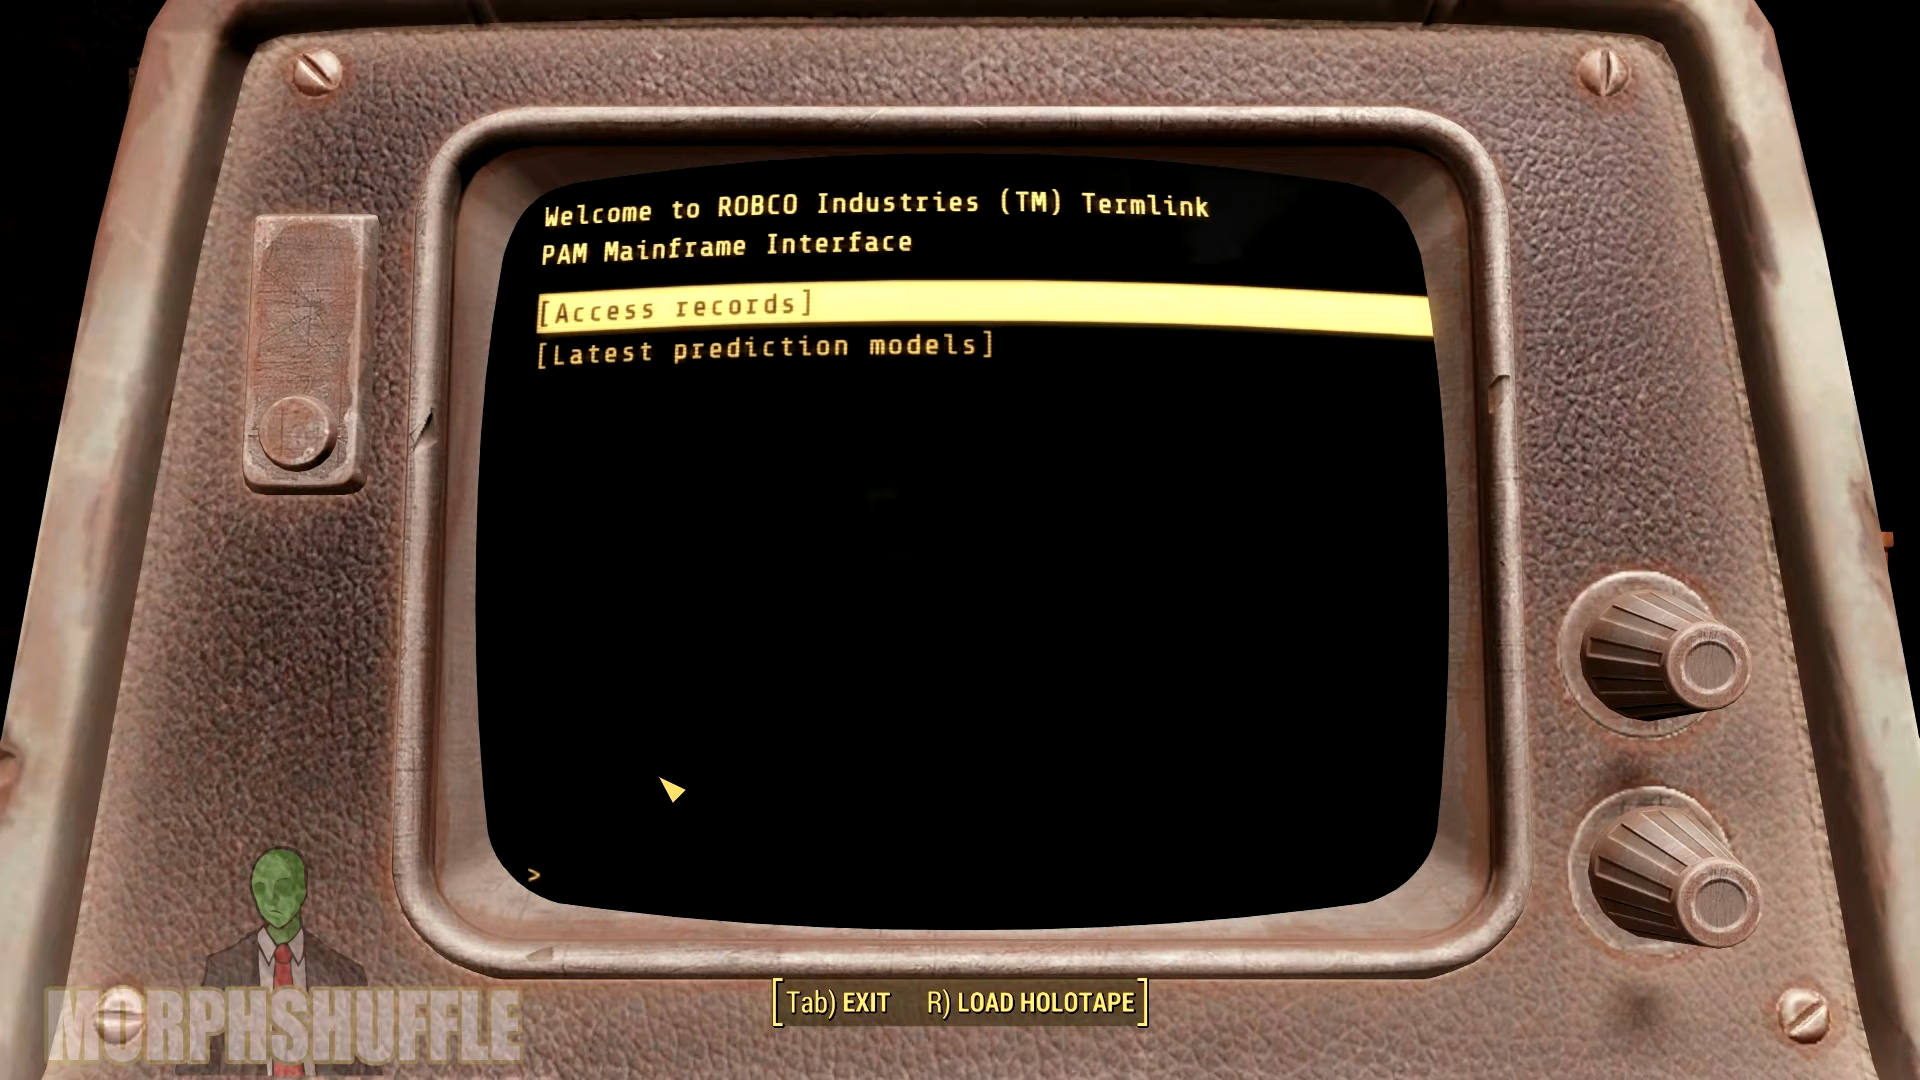 Welcome to ROBCO Industries (TM) Termlink
PAM Mainframe Interface
[Access records]
[Latest prediction models]
>
[Tab) EXIT R) LOAD HOLOTAPE]
MORPHSHUFFLE